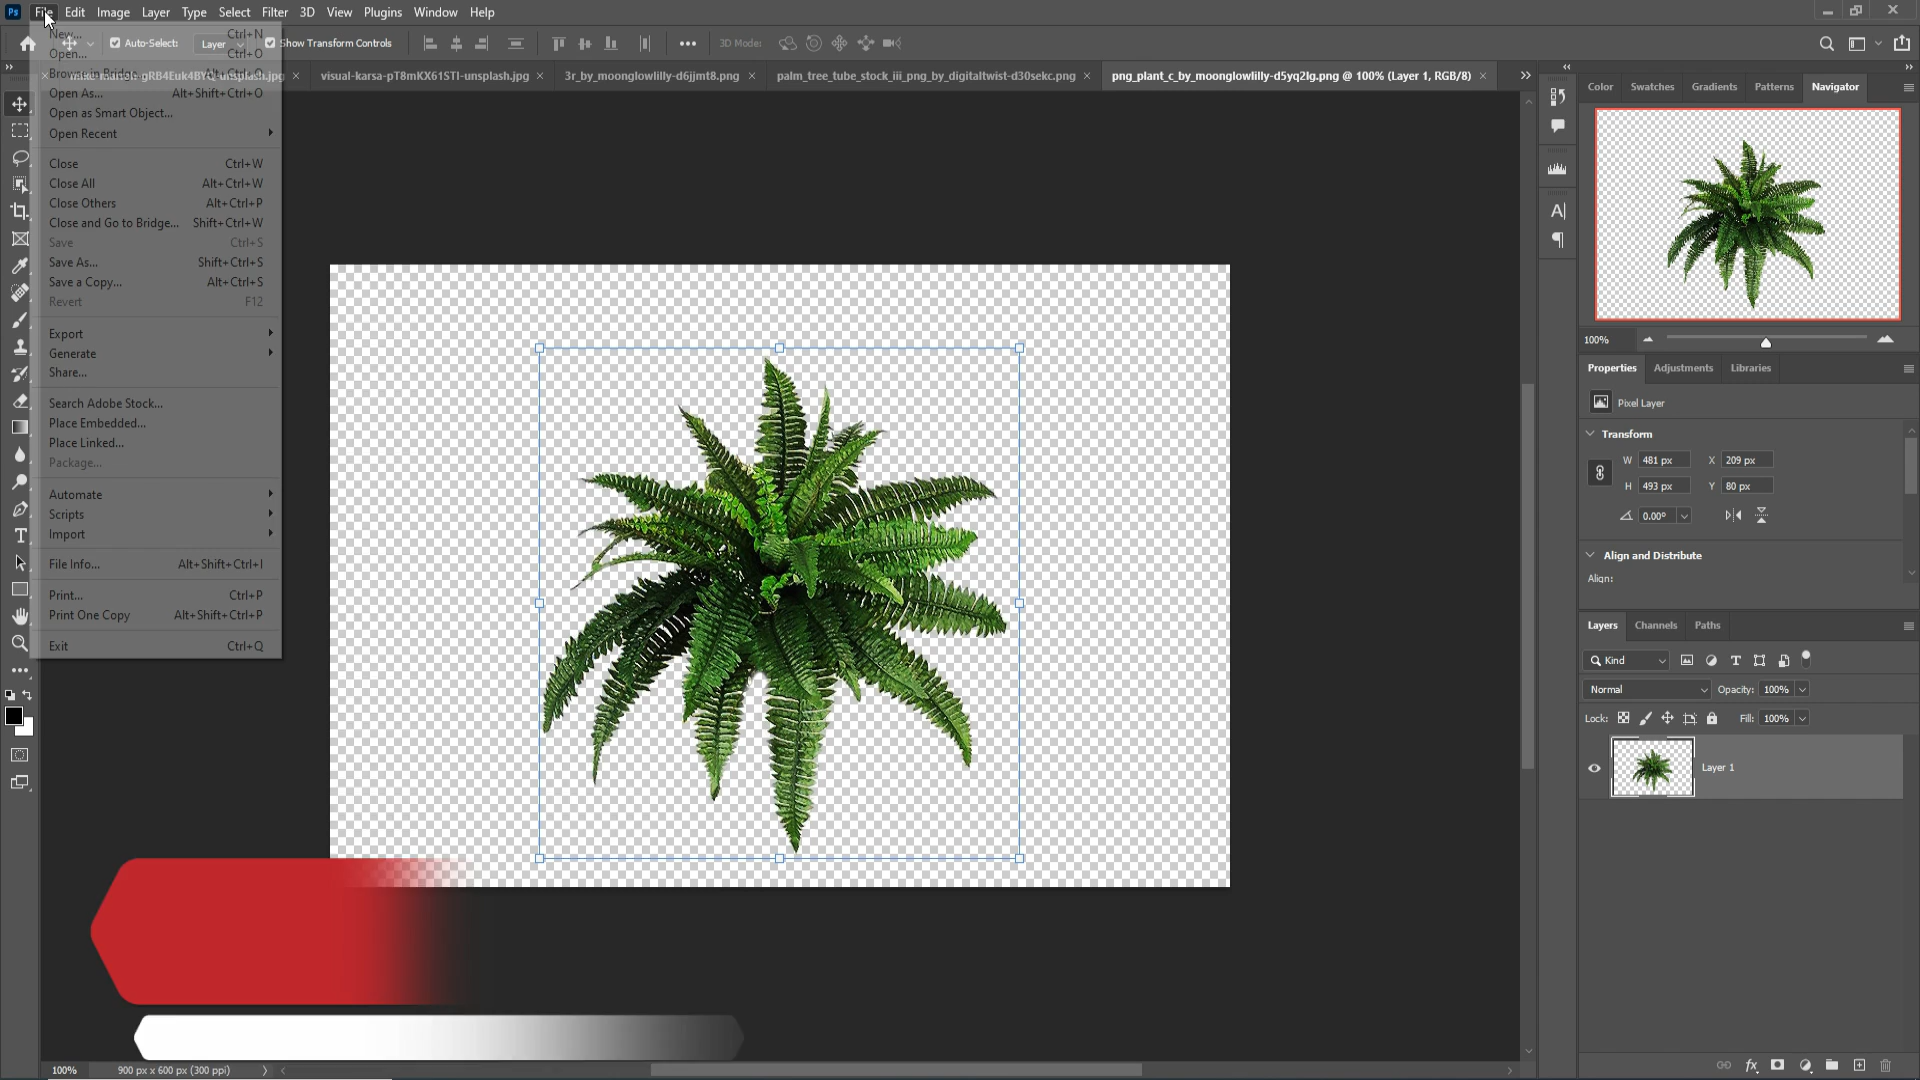 Ps File Edit Image Layer Type Select Filter 3D View Plugins Window Help
Auto-Select: Layer Show Transform Controls 3D Mode:
visual-karsa-pT8mKX61STI-unsplash.jpg × 3r_by_moonglowlilly-d6jjmt8.png × palm_tree_tube_stock_iii_png_by_digitaltwist-d30sekc.png × png_plant_c_by_moonglowlilly-d5yq2lg.png @ 100% (Layer 1, RGB/8) ×
New... Ctrl+N
Open... Ctrl+O
Browse in Bridge... Alt+Ctrl+O
Open As... Alt+Shift+Ctrl+O
Open as Smart Object...
Open Recent
Close Ctrl+W
Close All Alt+Ctrl+W
Close Others Alt+Ctrl+P
Close and Go to Bridge... Shift+Ctrl+W
Save Ctrl+S
Save As... Shift+Ctrl+S
Save a Copy... Alt+Ctrl+S
Revert F12
Export
Generate
Share...
Search Adobe Stock...
Place Embedded...
Place Linked...
Package...
Automate
Scripts
Import
File Info... Alt+Shift+Ctrl+I
Print... Ctrl+P
Print One Copy Alt+Shift+Ctrl+P
Exit Ctrl+Q
Color Swatches Gradients Patterns Navigator
100%
Properties Adjustments Libraries
Pixel Layer
Transform
W 481 px X 209 px
H 493 px Y 80 px
0.00°
Align and Distribute
Align:
Layers Channels Paths
Kind
Normal Opacity: 100%
Lock: Fill: 100%
Layer 1
100% 900 px x 600 px (300 ppi)